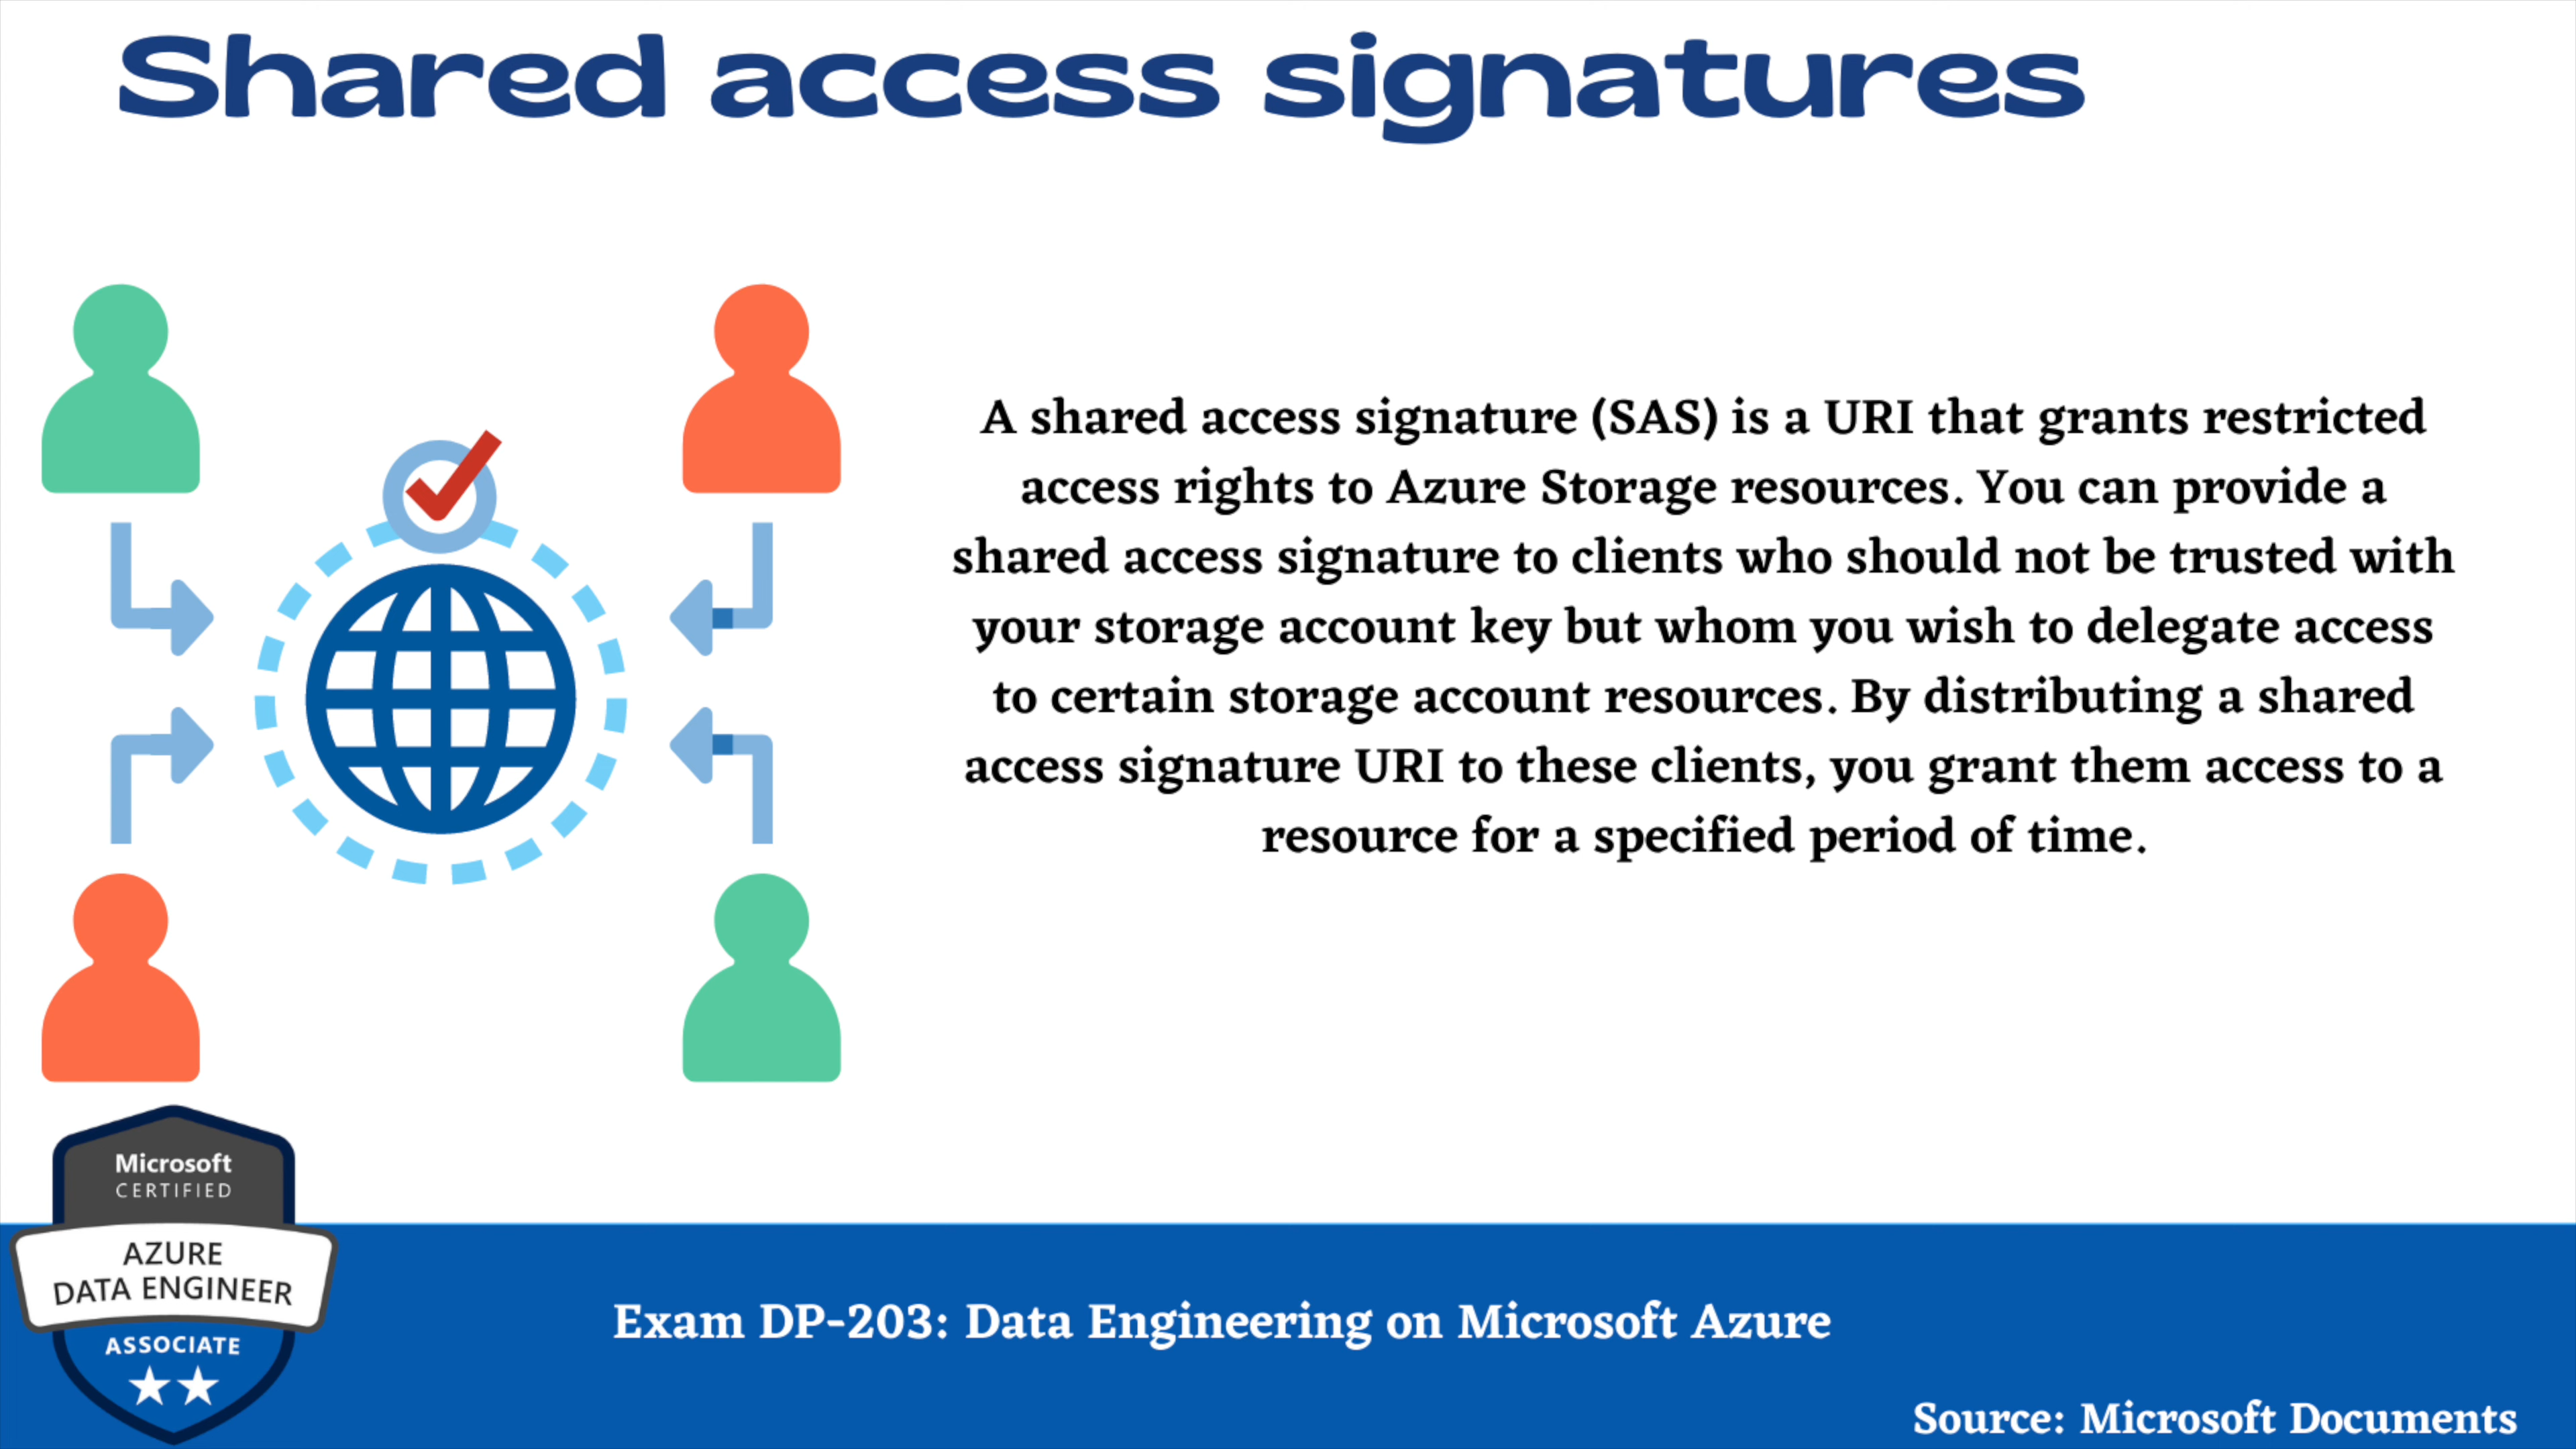 Shared access signatures
A shared access signature (SAS) is a URI that grants restricted
access rights to Azure Storage resources. You can provide a
shared access signature to clients who should not be trusted with
your storage account key but whom you wish to delegate access
to certain storage account resources. By distributing a shared
access signature URI to these clients, you grant them access to a
resource for a specified period of time.
Microsoft
CERTIFIED
AZURE
DATA ENGINEER
ASSOCIATE
Exam DP-203: Data Engineering on Microsoft Azure
Source: Microsoft Documents